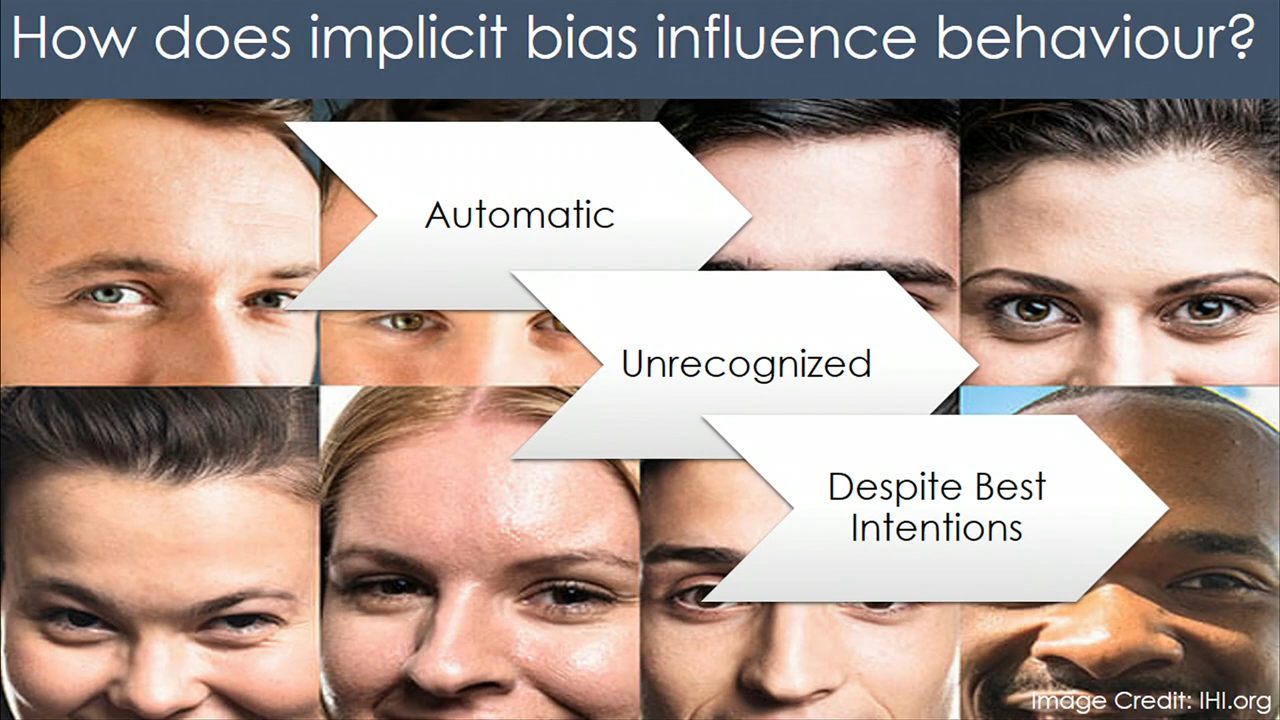 How does implicit bias influence behaviour?
Automatic
Unrecognized
Despite Best
Intentions
Image Credit: IHI.org